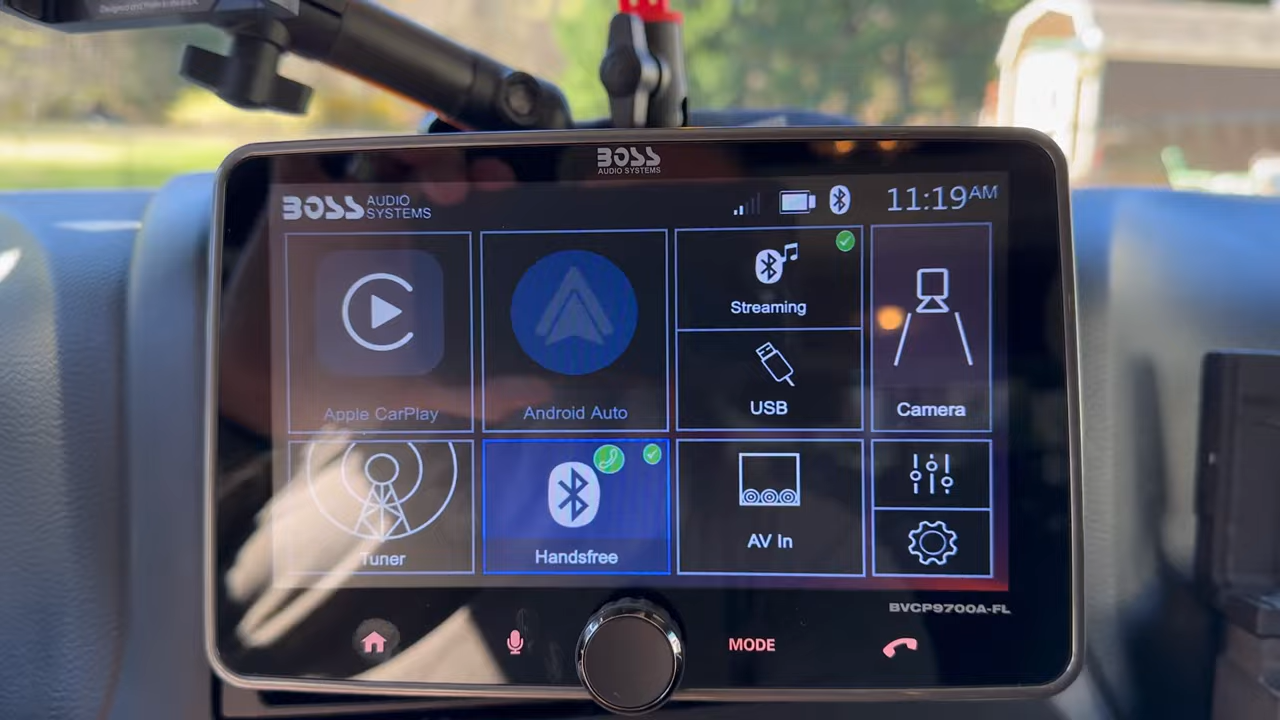 BOSS
AUDIO SYSTEMS
BOSS AUDIO SYSTEMS
11:19AM
Apple CarPlay
Android Auto
Streaming
USB
Camera
Tuner
Handsfree
AV In
BVCP9700A-FL
MODE